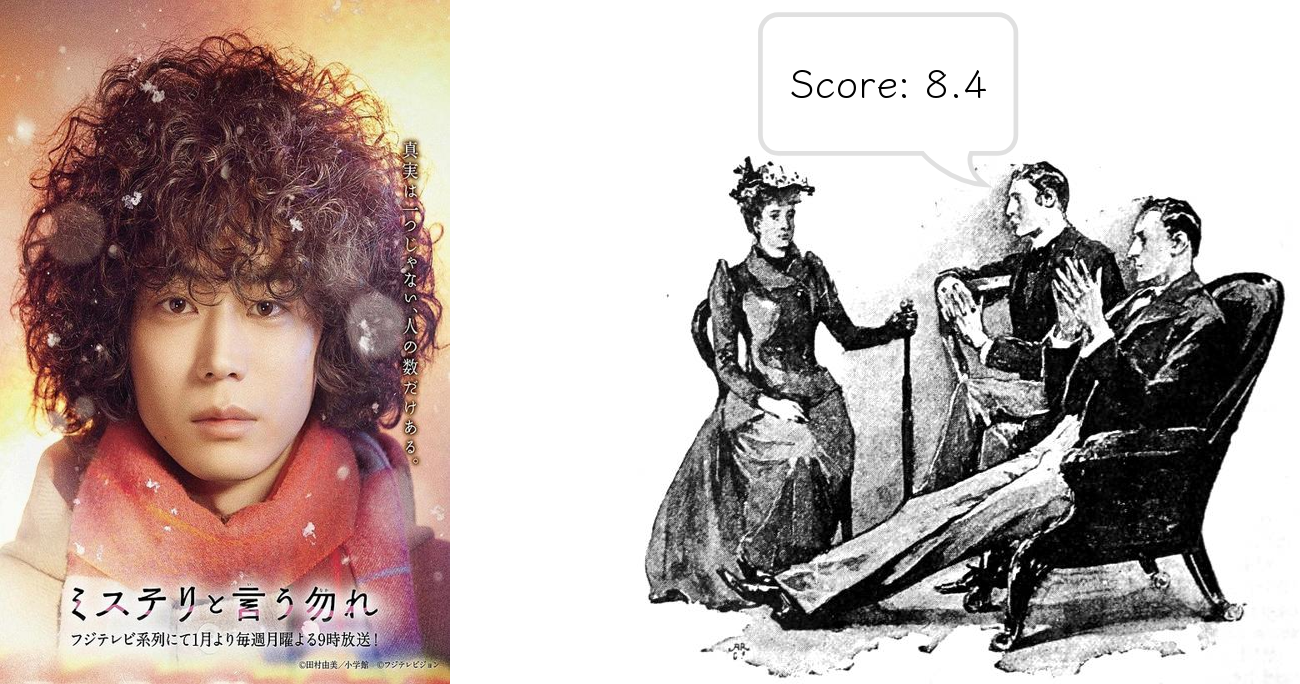 真実は一つじゃない、人の数だけある。
ミステリと言う勿れ
フジテレビ系列にて1月より毎週月曜よる9時放送!
©田村由美/小学館 ©フジテレビジョン
Score: 8.4